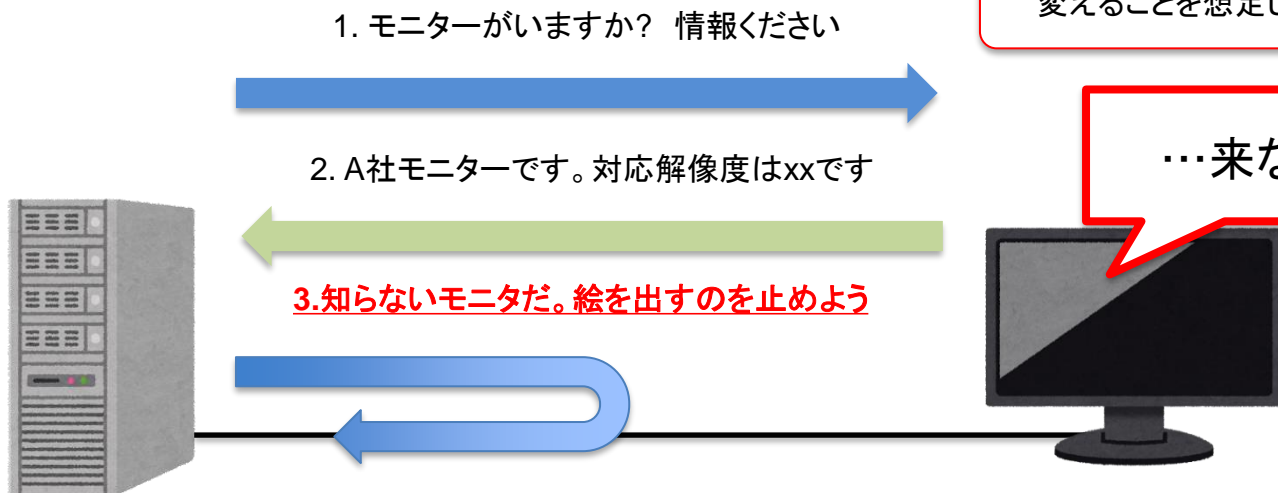 変えることを想定し
1. モニターがいますか? 情報ください
…来な
2. A社モニターです。対応解像度はxxです
3.知らないモニタだ。絵を出すのを止めよう